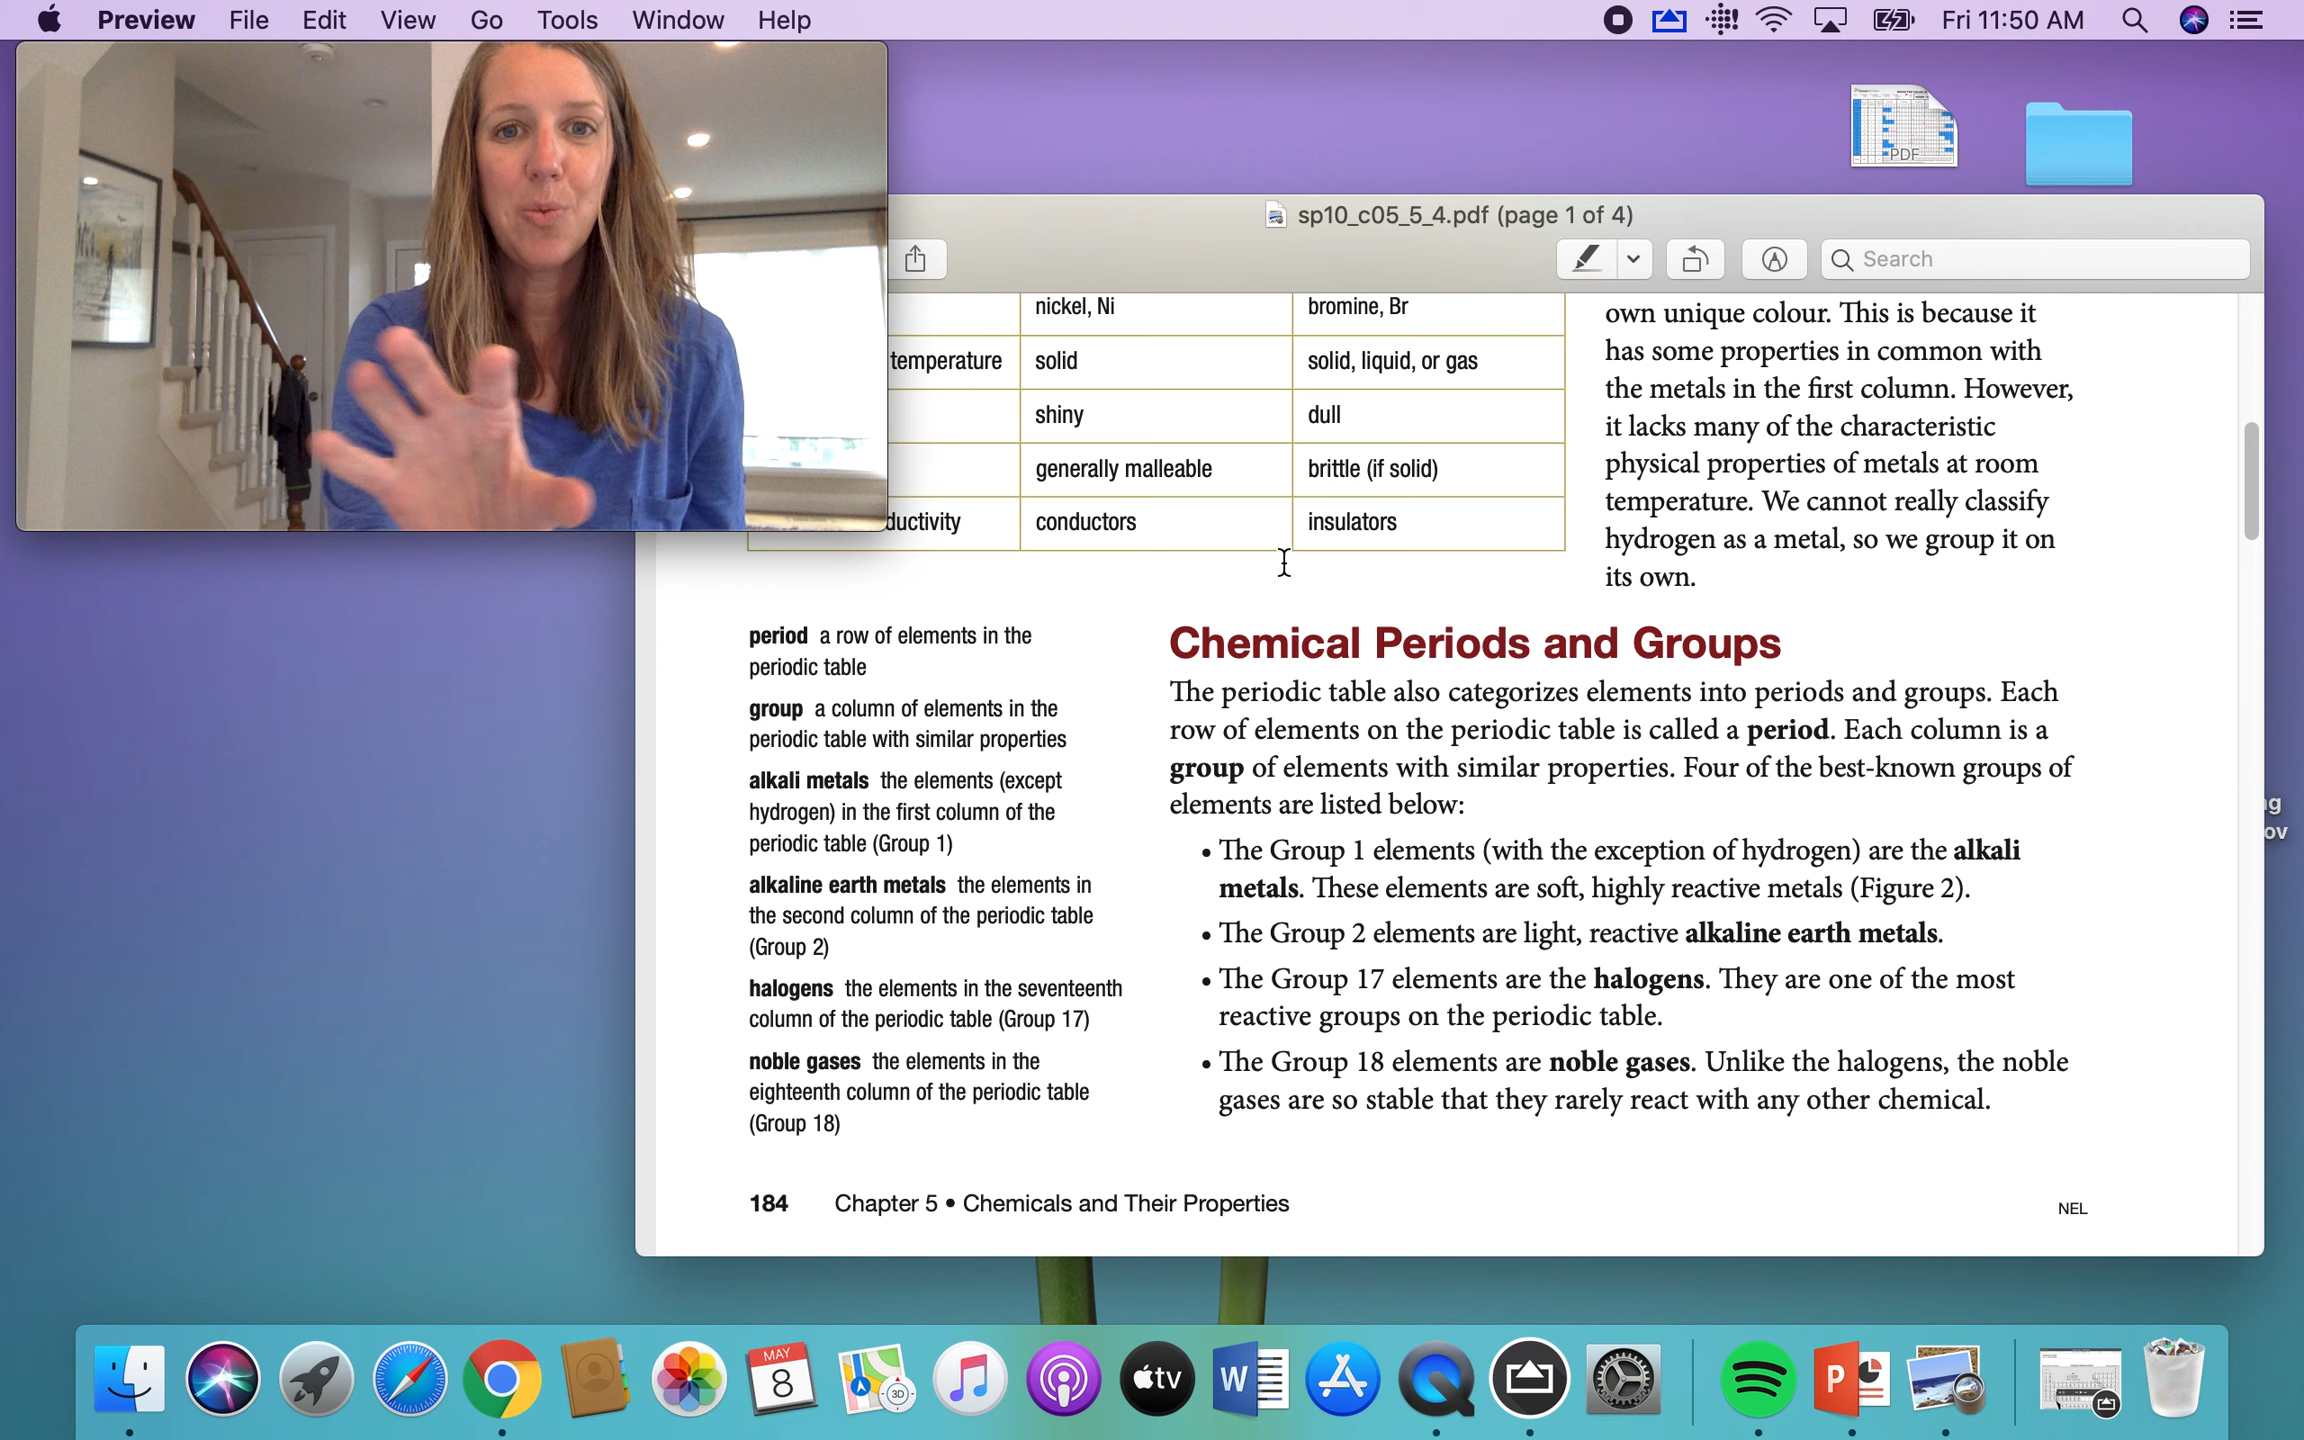 Preview File Edit View Go Tools Window Help Fri 11:50 AM
PDF
sp10_c05_5_4.pdf (page 1 of 4)
Search
nickel, Ni bromine, Br
temperature solid solid, liquid, or gas
shiny dull
generally malleable brittle (if solid)
ductivity conductors insulators
own unique colour. This is because it
has some properties in common with
the metals in the first column. However,
it lacks many of the characteristic
physical properties of metals at room
temperature. We cannot really classify
hydrogen as a metal, so we group it on
its own.
period a row of elements in the
periodic table
group a column of elements in the
periodic table with similar properties
alkali metals the elements (except
hydrogen) in the first column of the
periodic table (Group 1)
alkaline earth metals the elements in
the second column of the periodic table
(Group 2)
halogens the elements in the seventeenth
column of the periodic table (Group 17)
noble gases the elements in the
eighteenth column of the periodic table
(Group 18)
Chemical Periods and Groups
The periodic table also categorizes elements into periods and groups. Each
row of elements on the periodic table is called a period. Each column is a
group of elements with similar properties. Four of the best-known groups of
elements are listed below:
• The Group 1 elements (with the exception of hydrogen) are the alkali
metals. These elements are soft, highly reactive metals (Figure 2).
• The Group 2 elements are light, reactive alkaline earth metals.
• The Group 17 elements are the halogens. They are one of the most
reactive groups on the periodic table.
• The Group 18 elements are noble gases. Unlike the halogens, the noble
gases are so stable that they rarely react with any other chemical.
184 Chapter 5 • Chemicals and Their Properties NEL
ov
MAY
8
3D
tv
W
P